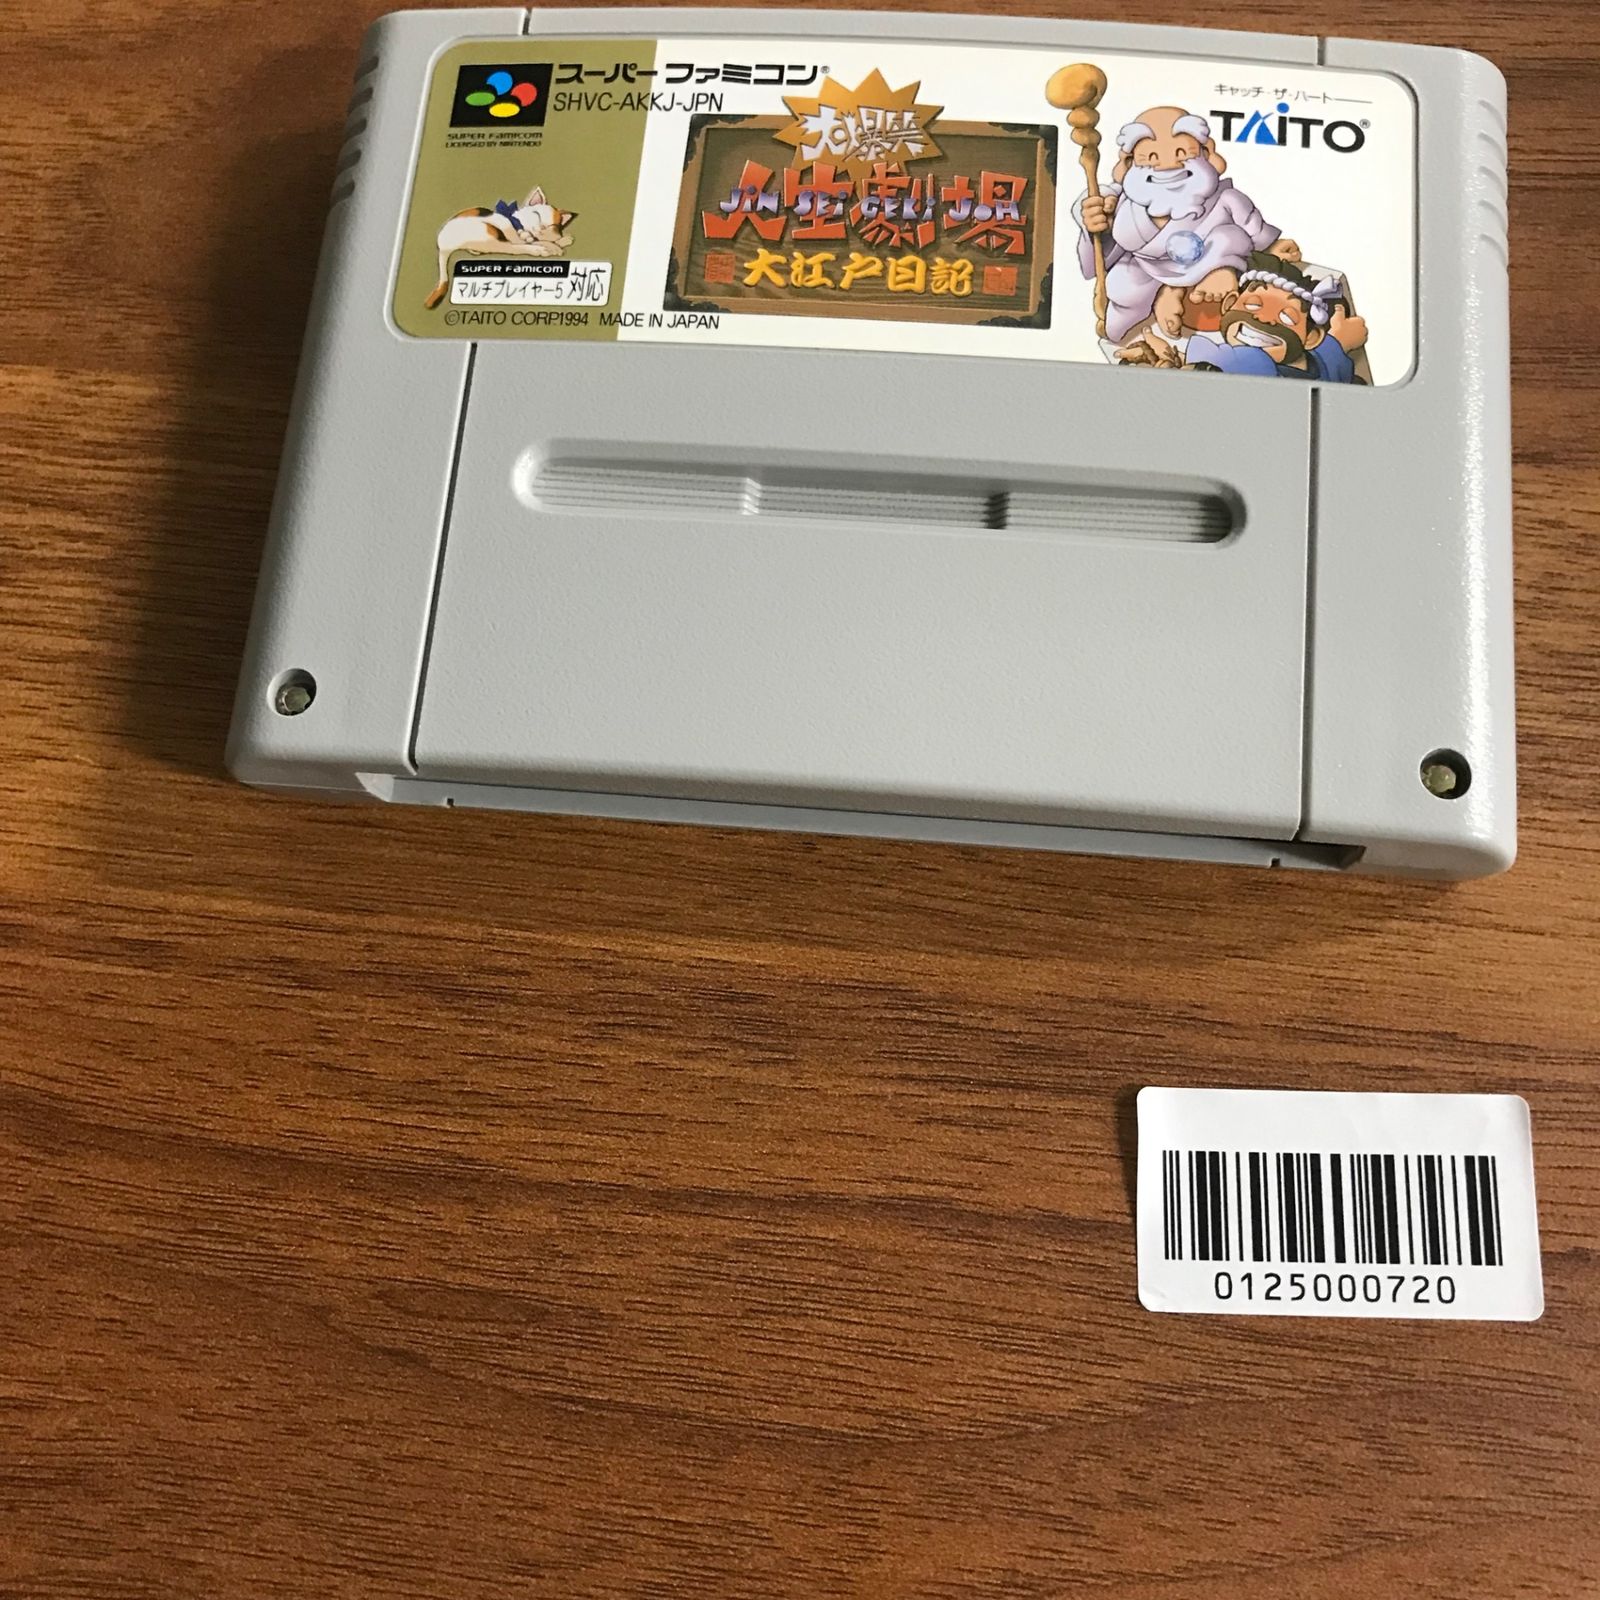 スーパーファミコン®
SHVC-AKKJ-JPN
SUPER FAMICOM
LICENSED BY NINTENDO
大爆笑
人生劇場
JINSEI GEKIJOH
大江戸日記
キャッチ・ザ・ハート
TAITO®
SUPER FAMICOM
マルチプレイヤー5 対応
©TAITO CORP.1994 MADE IN JAPAN
0125000720